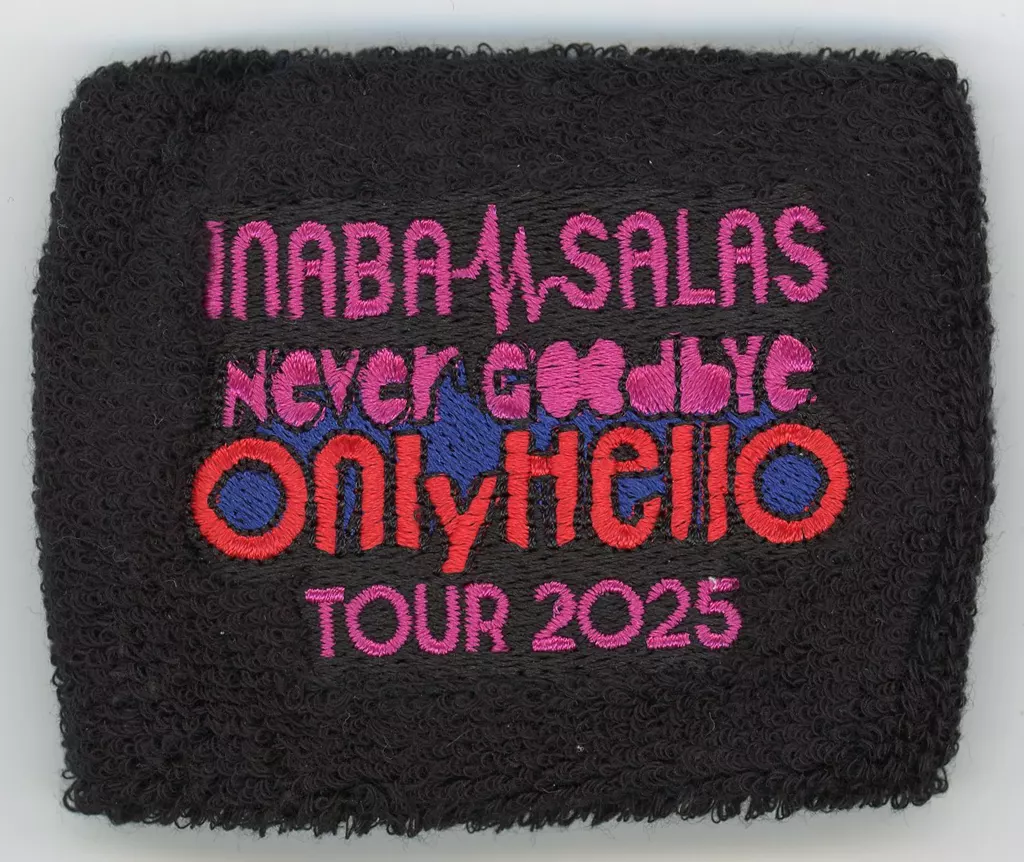 INABA SALAS
Never Goodbye
Only Hello
TOUR 2025